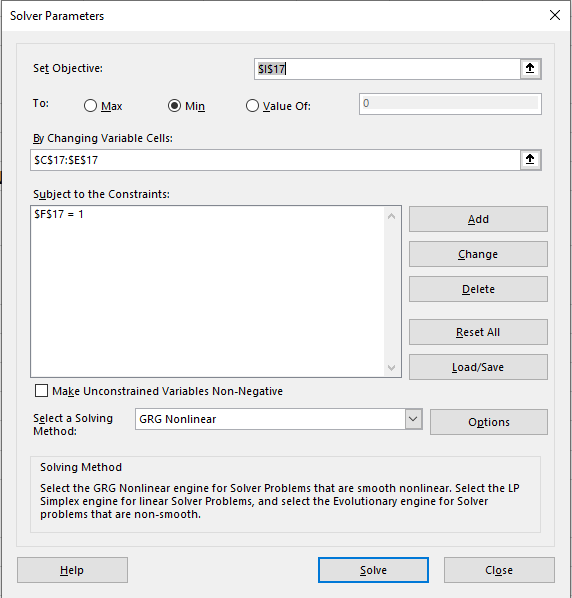 Solver Parameters
Set Objective:
$I$17
To:
Max
Min
Value Of:
0
By Changing Variable Cells:
$C$17:$E$17
Subject to the Constraints:
$F$17 = 1
Add
Change
Delete
Reset All
Load/Save
Make Unconstrained Variables Non-Negative
Select a Solving
Method:
GRG Nonlinear
Options
Solving Method
Select the GRG Nonlinear engine for Solver Problems that are smooth nonlinear. Select the LP
Simplex engine for linear Solver Problems, and select the Evolutionary engine for Solver
problems that are non-smooth.
Help
Solve
Close